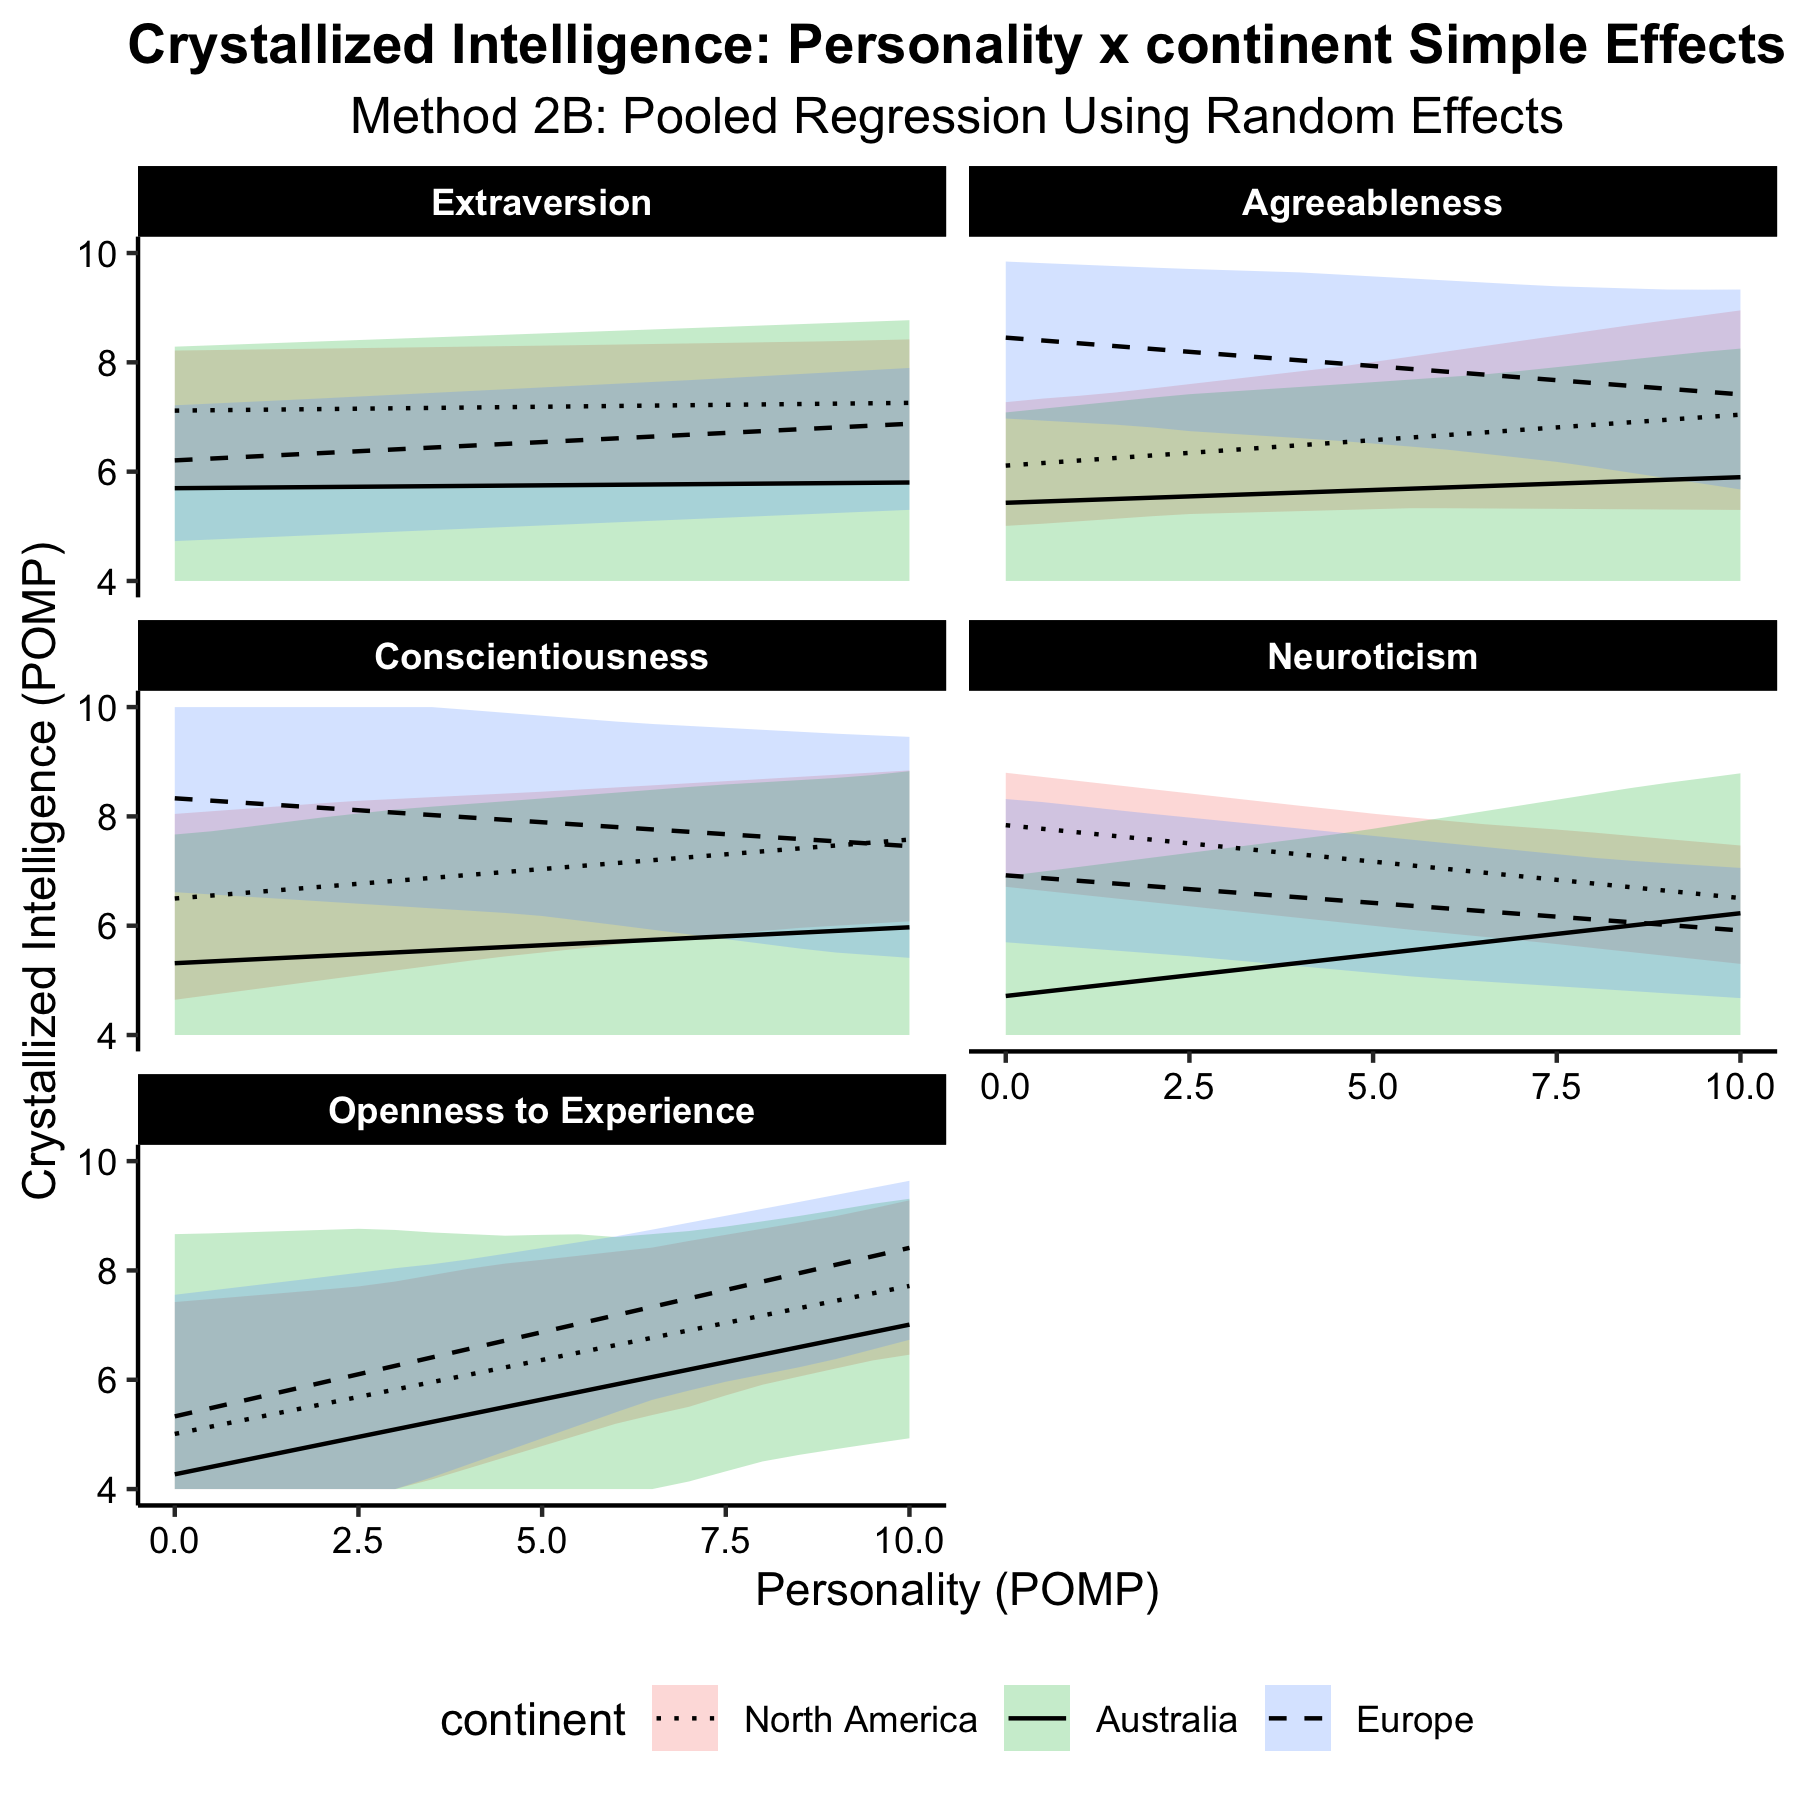 Crystallized Intelligence: Personality x continent Simple Effects
Method 2B: Pooled Regression Using Random Effects
Extraversion
Agreeableness
10
8
6
4
Conscientiousness
Neuroticism
10
8
6
4
0.0 2.5 5.0 7.5 10.0
Openness to Experience
10
8
6
4
0.0 2.5 5.0 7.5 10.0
Crystallized Intelligence (POMP)
Personality (POMP)
continent North America Australia Europe